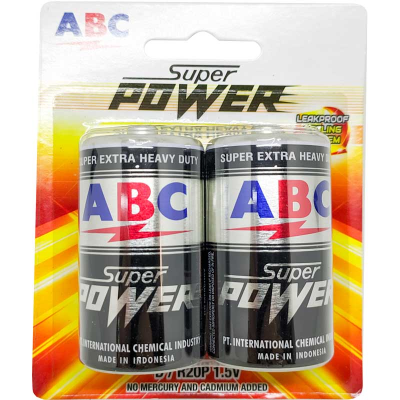 ABC
Super
POWER
LEAKPROOF
SUPER EXTRA HEAVY DUTY
ABC
Super
POWER
PT. INTERNATIONAL CHEMICAL INDUSTRY
MADE IN INDONESIA
SUPER EXTRA HEAVY
ABC
Super
POWER
PT. INTERNATIONAL CHEMICAL
MADE IN INDONESIA
R20P 1.5V
NO MERCURY AND CADMIUM ADDED